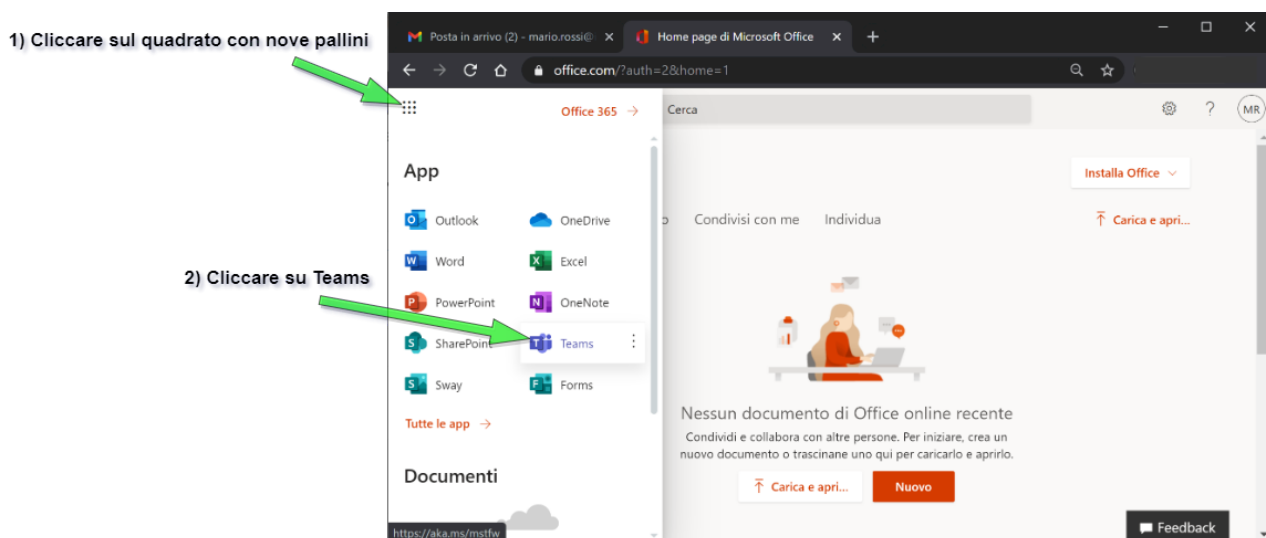 1) Cliccare sul quadrato con nove pallini
Posta in arrivo (2) - mario.rossi@
Home page di Microsoft Office
office.com/?auth=2&home=1
Office 365 →
Cerca
MR
App
Installa Office
Outlook
OneDrive
Condivisi con me
Individua
Carica e apri...
Word
Excel
2) Cliccare su Teams
PowerPoint
OneNote
SharePoint
Teams
Sway
Forms
Tutte le app →
Nessun documento di Office online recente
Condividi e collabora con altre persone. Per iniziare, crea un
nuovo documento o trascinane uno qui per caricarlo e aprirlo.
Documenti
Carica e apri...
Nuovo
https://aka.ms/mstfw
Feedback